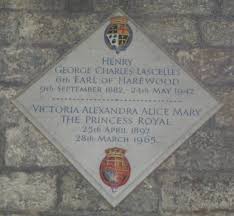 HENRY
GEORGE CHARLES LASCELLES
6TH EARL OF HAREWOOD
9TH SEPTEMBER 1882 - 24TH MAY 1947
VICTORIA ALEXANDRA ALICE MARY
THE PRINCESS ROYAL
25TH APRIL 1897
28TH MARCH 1965